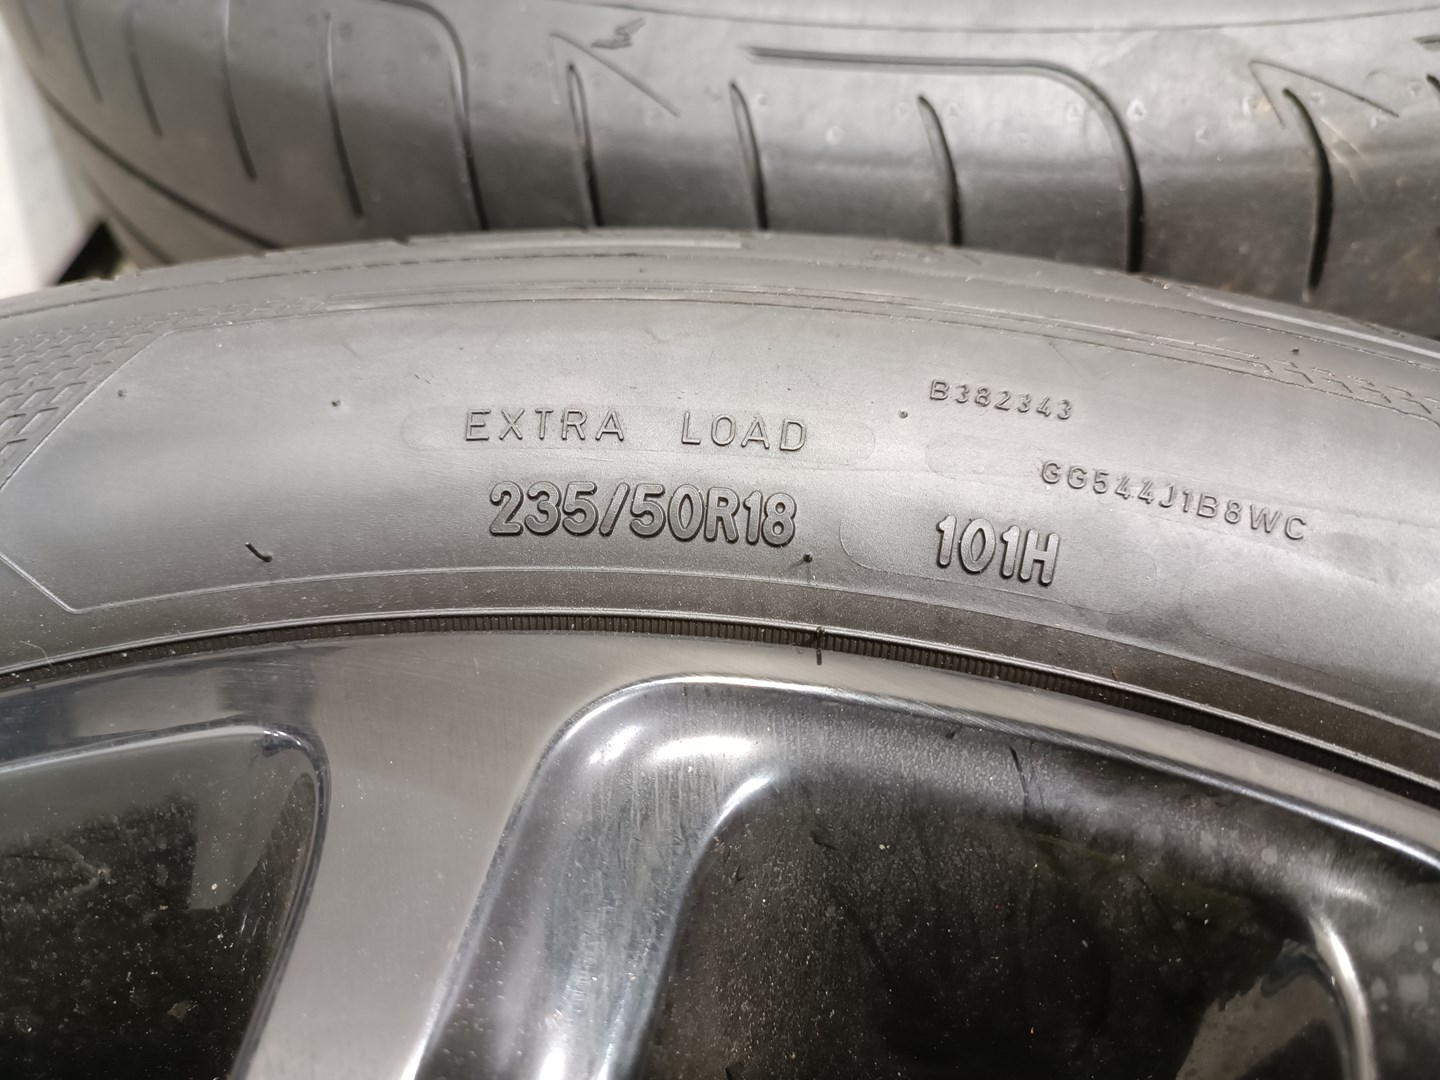 EXTRA LOAD
B382343
GG544J1B8WC
235/50R18
101H